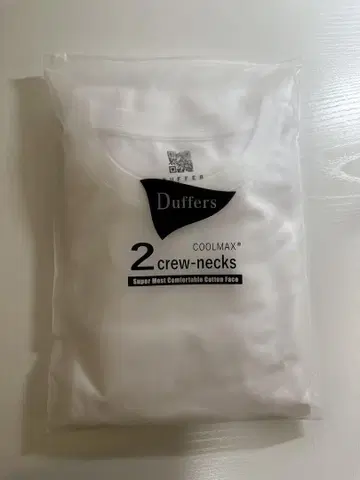 Duffers
COOLMAX®
2 crew-necks
Super Most Comfortable Cotton Face